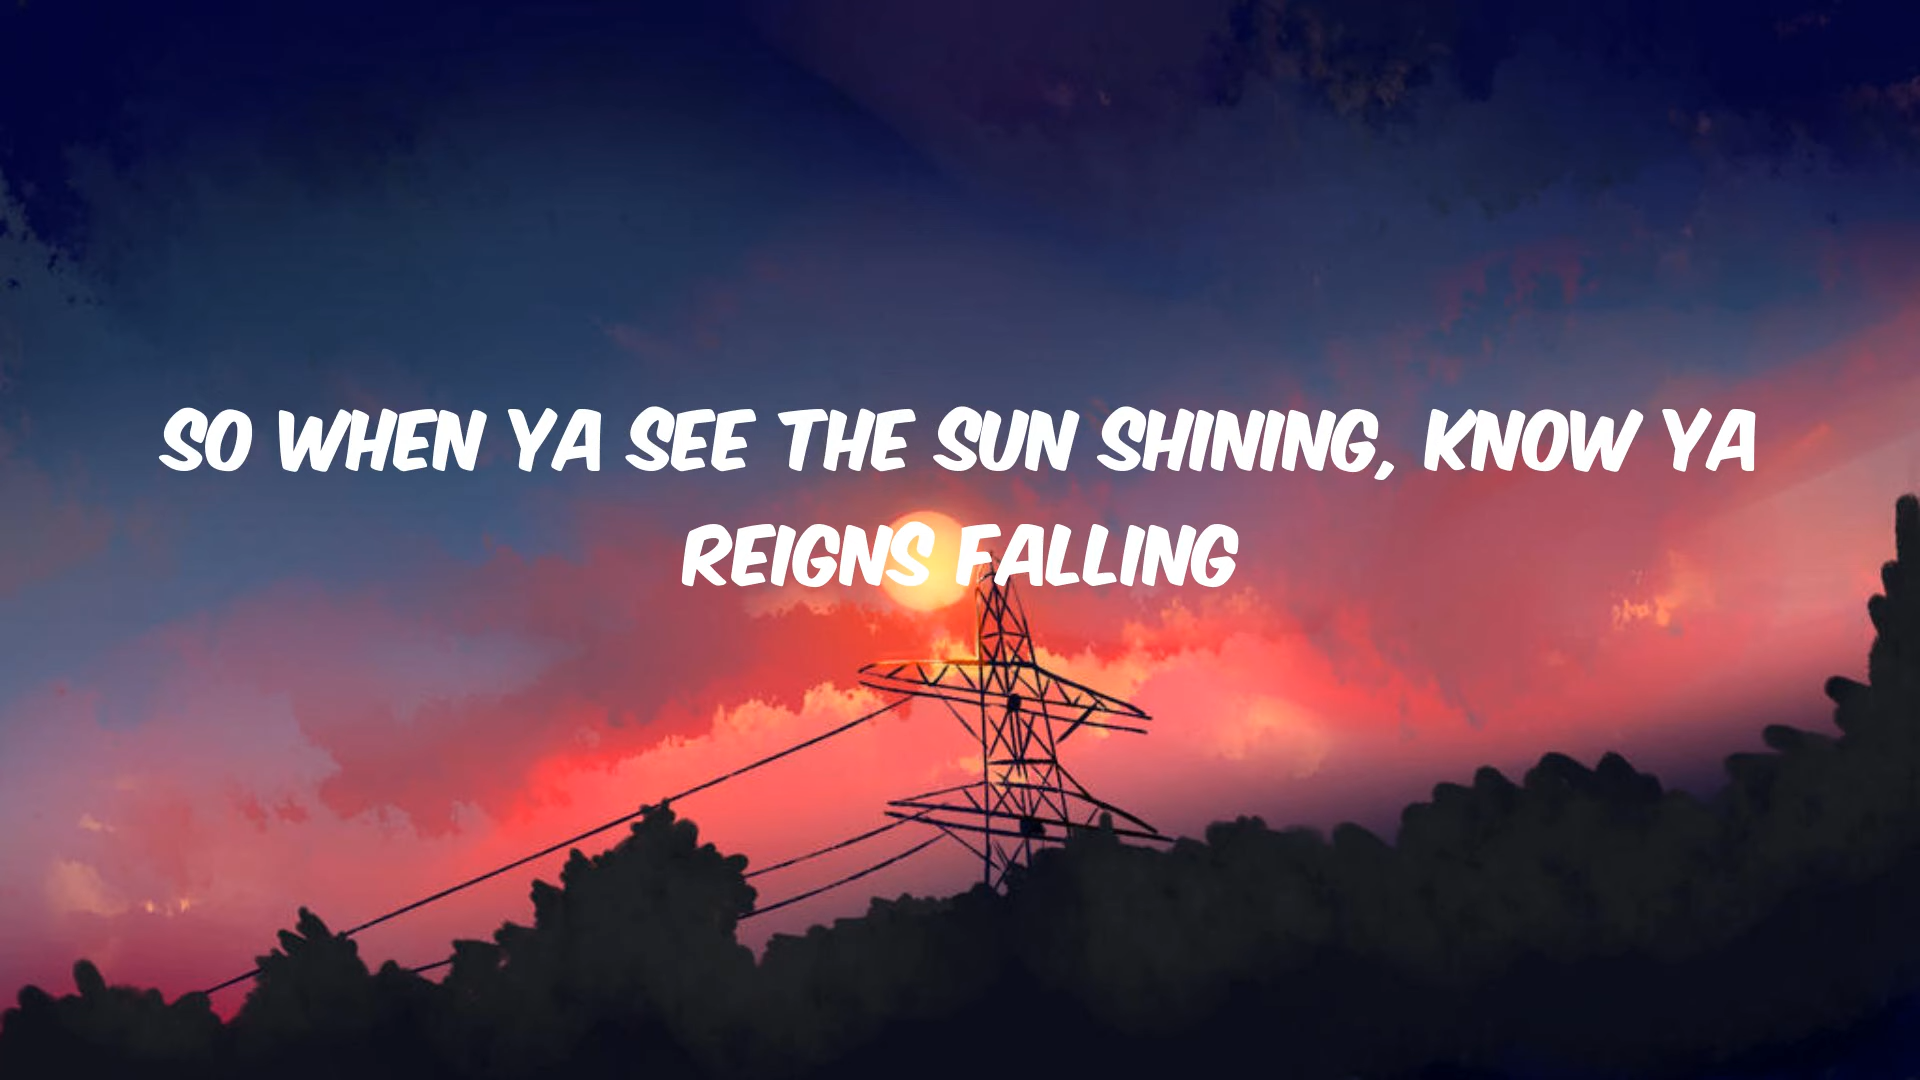 SO WHEN YA SEE THE SUN SHINING, KNOW YA
REIGNS FALLING